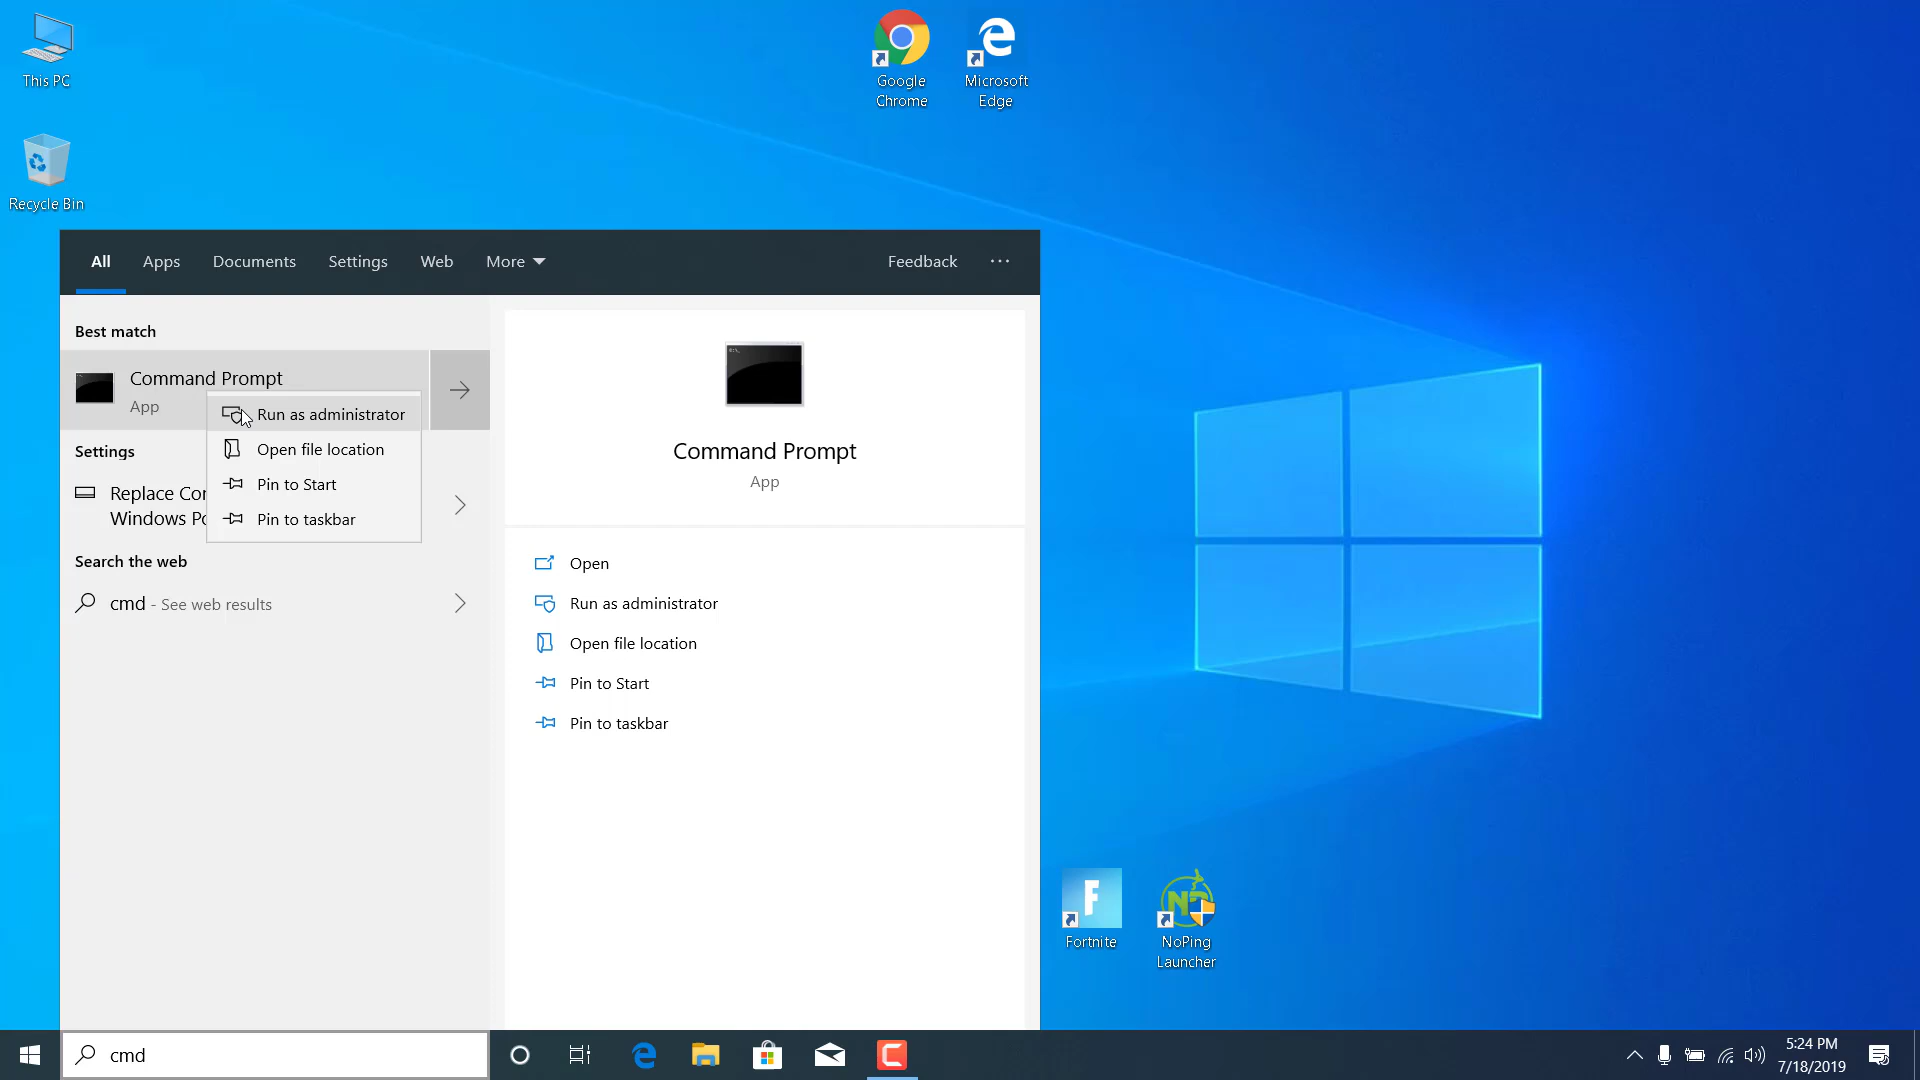 This PC
Google
Chrome
Microsoft
Edge
Recycle Bin
All
Apps
Documents
Settings
Web
More
Feedback
Best match
Command Prompt
App
Run as administrator
Open file location
Pin to Start
Pin to taskbar
Settings
Replace Co
Windows P
Search the web
cmd - See web results
Command Prompt
App
Open
Run as administrator
Open file location
Pin to Start
Pin to taskbar
F
Fortnite
NP
NoPing
Launcher
cmd
5:24 PM
7/18/2019